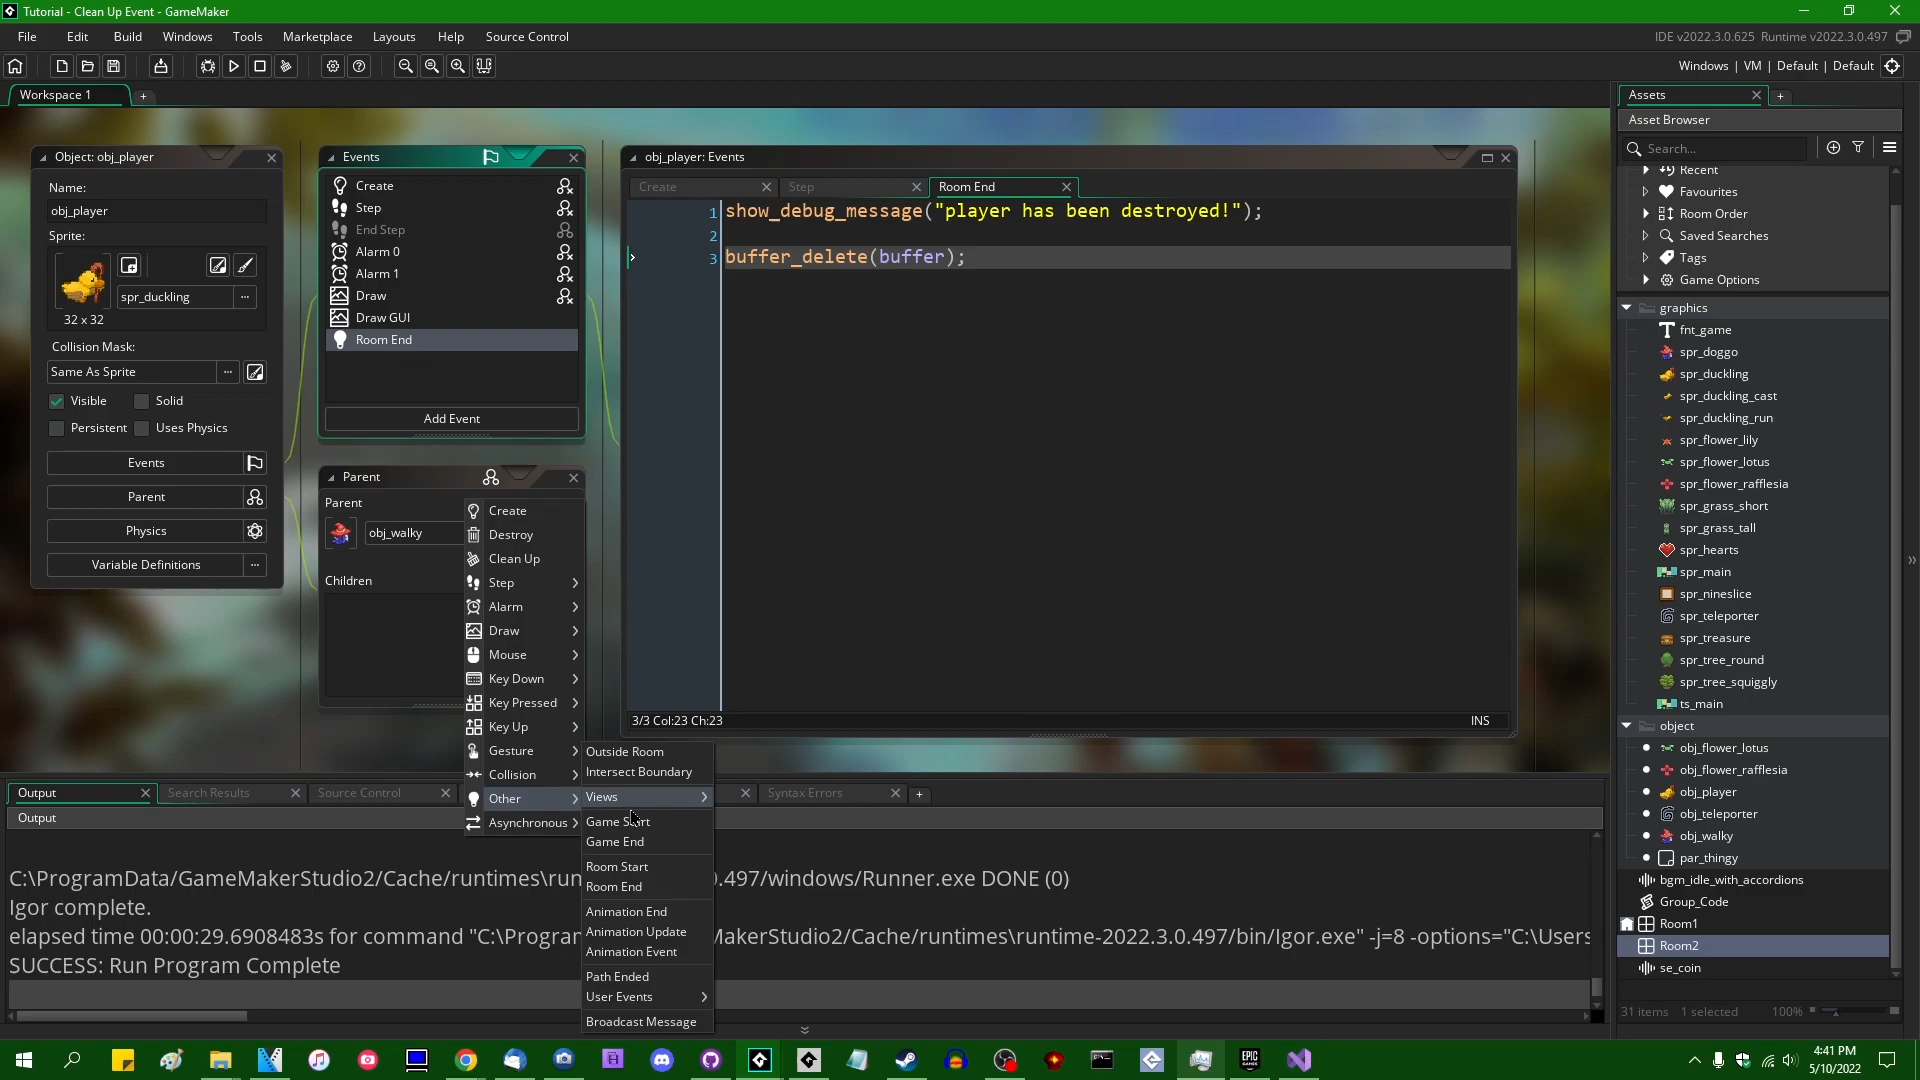 Tutorial - Clean Up Event - GameMaker
File Edit Build Windows Tools Marketplace Layouts Help Source Control
IDE v2022.3.0.625 Runtime v2022.3.0.497
Windows | VM | Default | Default
Workspace 1
Object: obj_player
Name:
obj_player
Sprite:
spr_duckling
32 x 32
Collision Mask:
Same As Sprite
Visible Solid
Persistent Uses Physics
Events
Parent
Physics
Variable Definitions
Events
Create
Step
End Step
Alarm 0
Alarm 1
Draw
Draw GUI
Room End
Add Event
Parent
Parent
obj_walky
Children
Create
Destroy
Clean Up
Step
Alarm
Draw
Mouse
Key Down
Key Pressed
Key Up
Gesture
Collision
Other
Asynchronous
Outside Room
Intersect Boundary
Views
Game Start
Game End
Room Start
Room End
Animation End
Animation Update
Animation Event
Path Ended
User Events
Broadcast Message
obj_player: Events
Create Step Room End
1 show_debug_message("player has been destroyed!");
2
3 buffer_delete(buffer);
3/3 Col:23 Ch:23 INS
Output Search Results Source Control Syntax Errors
Output
C:\ProgramData/GameMakerStudio2/Cache/runtimes\run 0.497/windows/Runner.exe DONE (0)
Igor complete.
elapsed time 00:00:29.6908483s for command "C:\Program MakerStudio2/Cache/runtimes\runtime-2022.3.0.497/bin/Igor.exe" -j=8 -options="C:\Users
SUCCESS: Run Program Complete
Assets
Asset Browser
Search...
Recent
Favourites
Room Order
Saved Searches
Tags
Game Options
graphics
fnt_game
spr_doggo
spr_duckling
spr_duckling_cast
spr_duckling_run
spr_flower_lily
spr_flower_lotus
spr_flower_rafflesia
spr_grass_short
spr_grass_tall
spr_hearts
spr_main
spr_nineslice
spr_teleporter
spr_treasure
spr_tree_round
spr_tree_squiggly
ts_main
object
obj_flower_lotus
obj_flower_rafflesia
obj_player
obj_teleporter
obj_walky
par_thingy
bgm_idle_with_accordions
Group_Code
Room1
Room2
se_coin
31 items 1 selected 100%
4:41 PM
5/10/2022